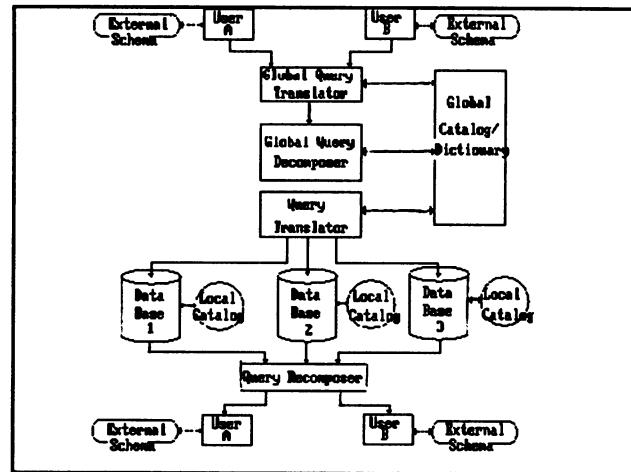 External
Schema
User
A
User
B
External
Schema
Global Query
Translator
Global
Catalog/
Dictionary
Global Query
Decomposer
Query
Translator
Data
Base
1
Local
Catalog
Data
Base
2
Local
Catalog
Data
Base
3
Local
Catalog
Query Decomposer
External
Schema
User
A
User
B
External
Schema